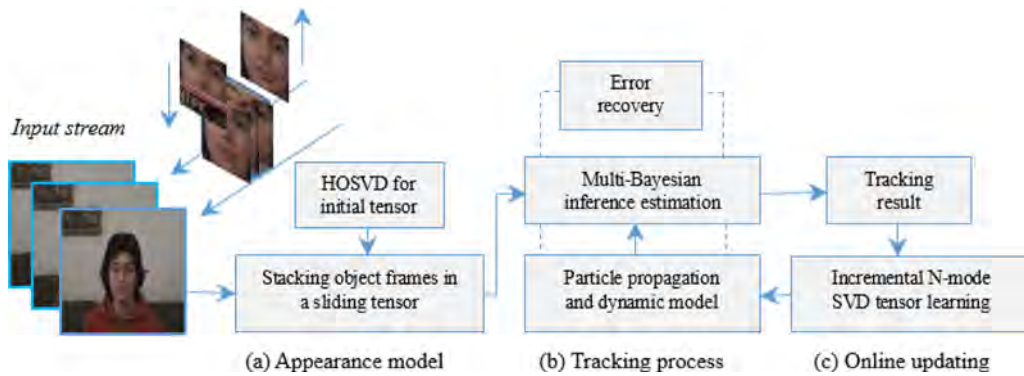 Input stream
HOSVD for
initial tensor
Stacking object frames in
a sliding tensor
(a) Appearance model
Error
recovery
Multi-Bayesian
inference estimation
Particle propagation
and dynamic model
(b) Tracking process
Tracking
result
Incremental N-mode
SVD tensor learning
(c) Online updating